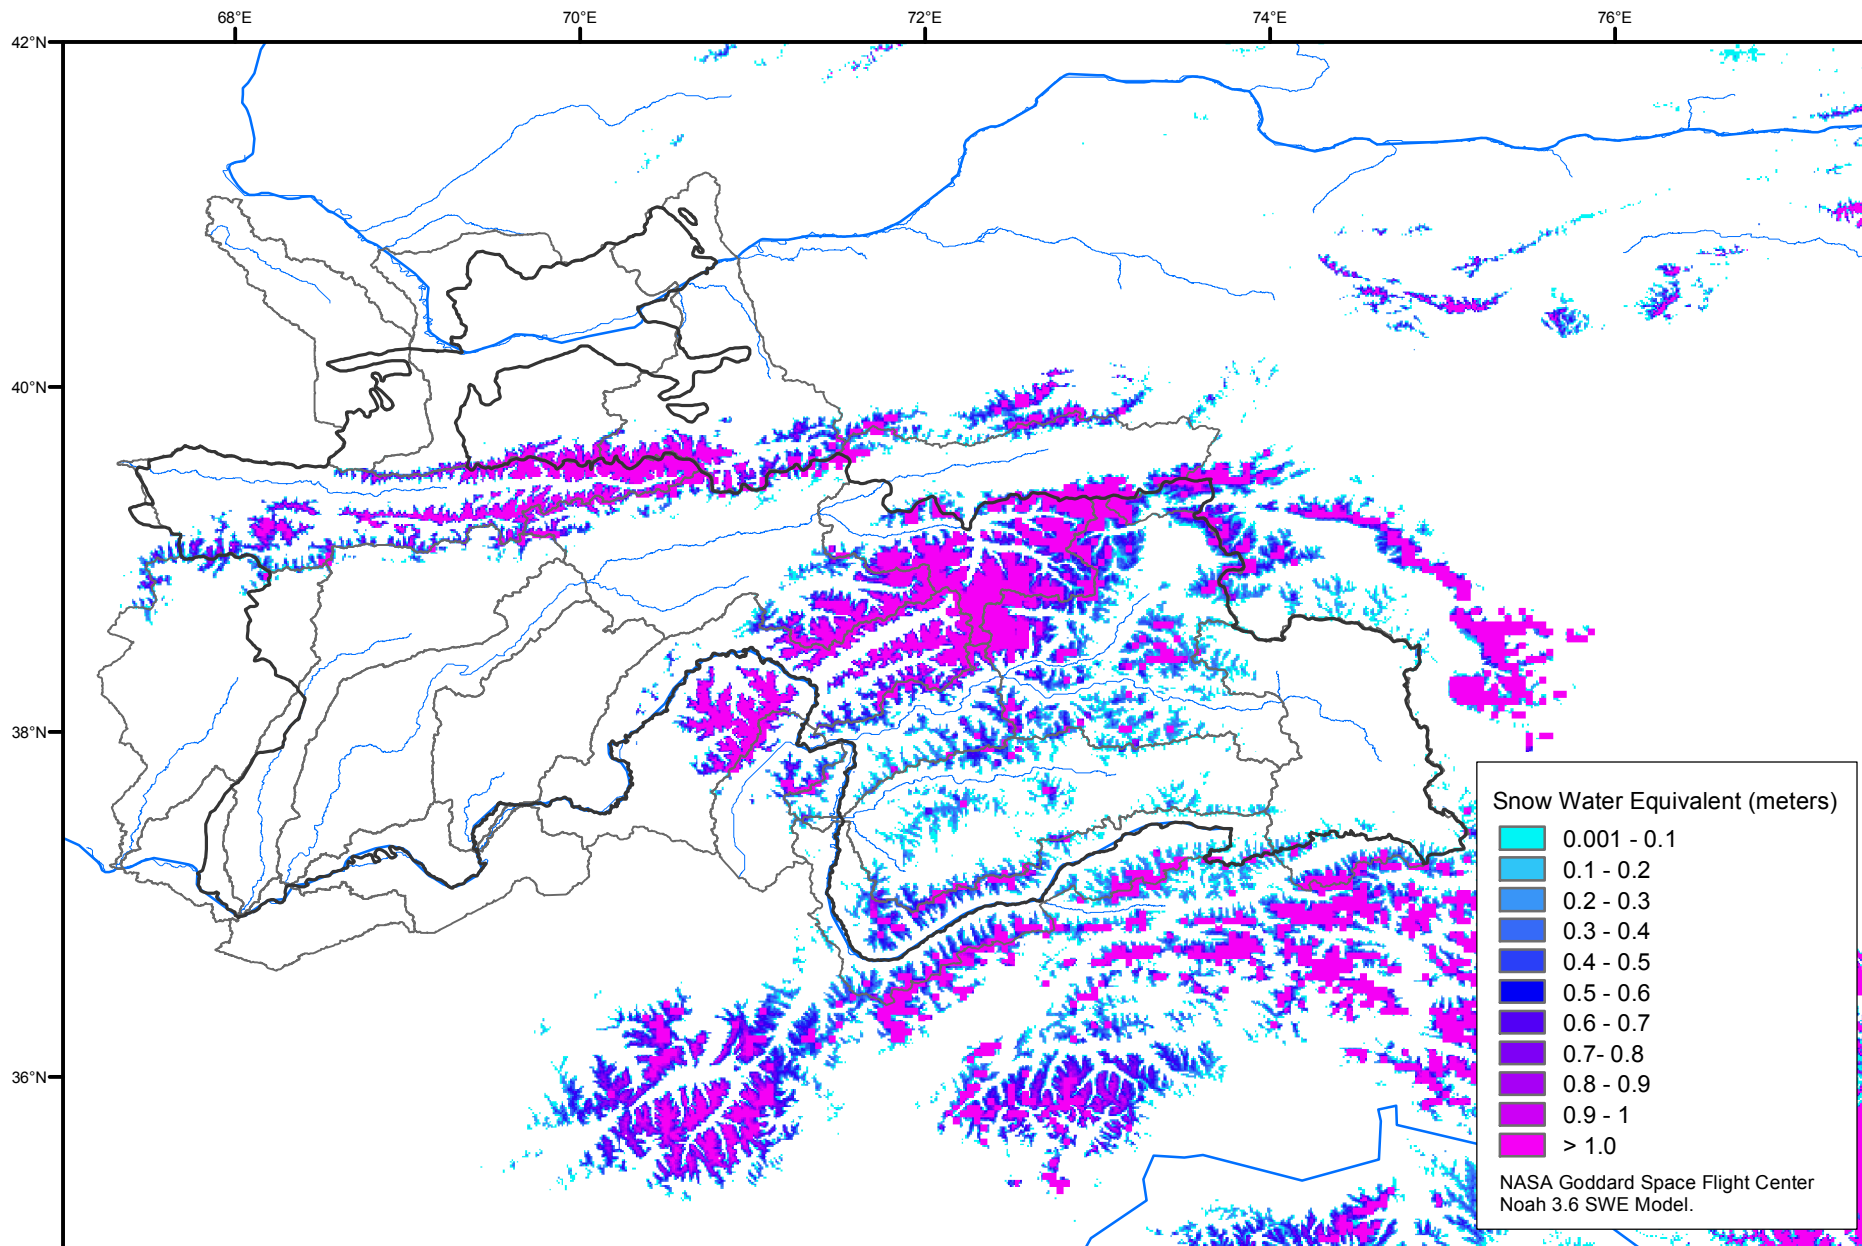 68°E
70°E
72°E
74°E
76°E
42°N
40°N
38°N
36°N
Snow Water Equivalent (meters)
0.001 - 0.1
0.1 - 0.2
0.2 - 0.3
0.3 - 0.4
0.4 - 0.5
0.5 - 0.6
0.6 - 0.7
0.7- 0.8
0.8 - 0.9
0.9 - 1
> 1.0
NASA Goddard Space Flight Center
Noah 3.6 SWE Model.